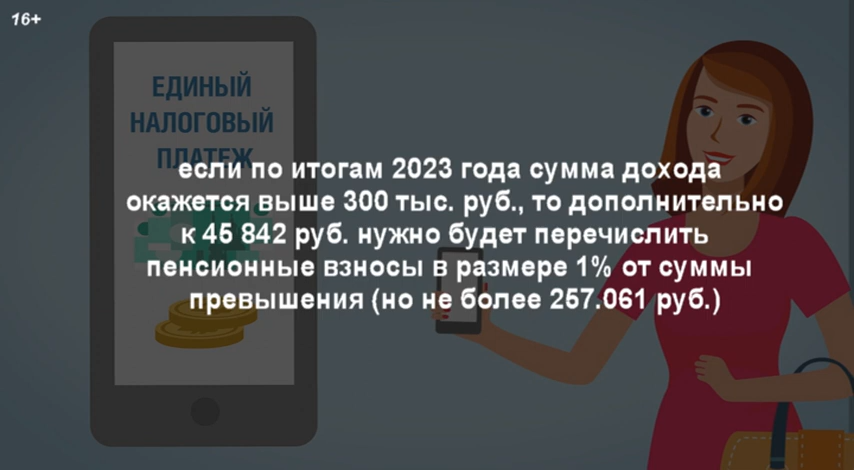 16+
ЕДИНЫЙ
НАЛОГОВЫЙ
ПЛАТЕЖ
если по итогам 2023 года сумма дохода
окажется выше 300 тыс. руб., то дополнительно
к 45 842 руб. нужно будет перечислить
пенсионные взносы в размере 1% от суммы
превышения (но не более 257.061 руб.)